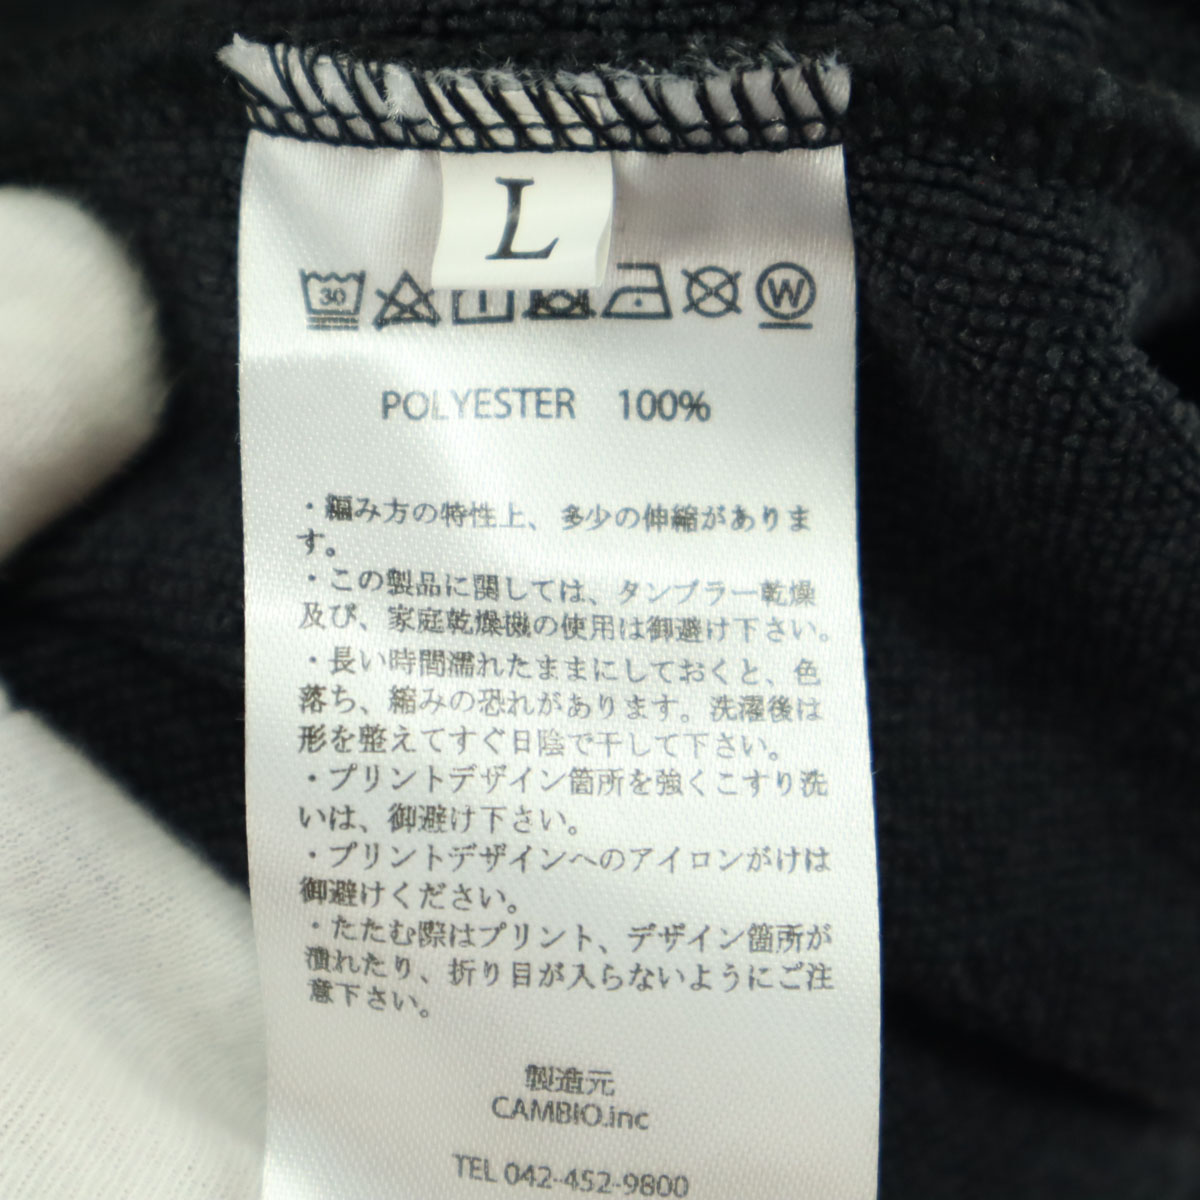 L
30
W
POLYESTER 100%
・編み方の特性上、多少の伸縮がありま
す。
・この製品に関しては、タンブラー乾燥
及び、家庭乾燥機の使用は御避け下さい。
・長い時間濡れたままにしておくと、色
落ち、縮みの恐れがあります。洗濯後は
形を整えてすぐ日陰で干して下さい。
・プリントデザイン箇所を強くこすり洗
いは、御避け下さい。
・プリントデザインへのアイロンがけは
御避けください。
・たたむ際はプリント、デザイン箇所が
潰れたり、折り目が入らないようにご注
意下さい。
製造元
CAMBIO.inc
TEL 042-452-9800